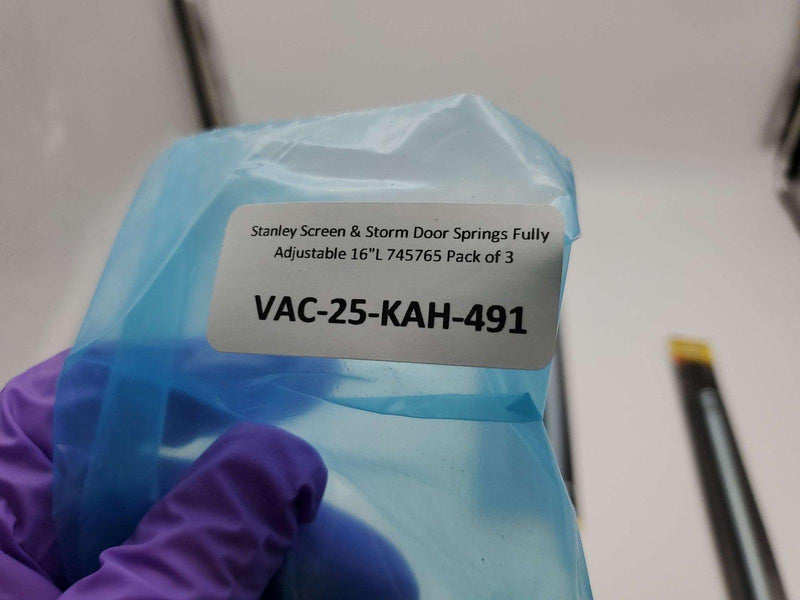 Stanley Screen & Storm Door Springs Fully
Adjustable 16"L 745765 Pack of 3
VAC-25-KAH-491